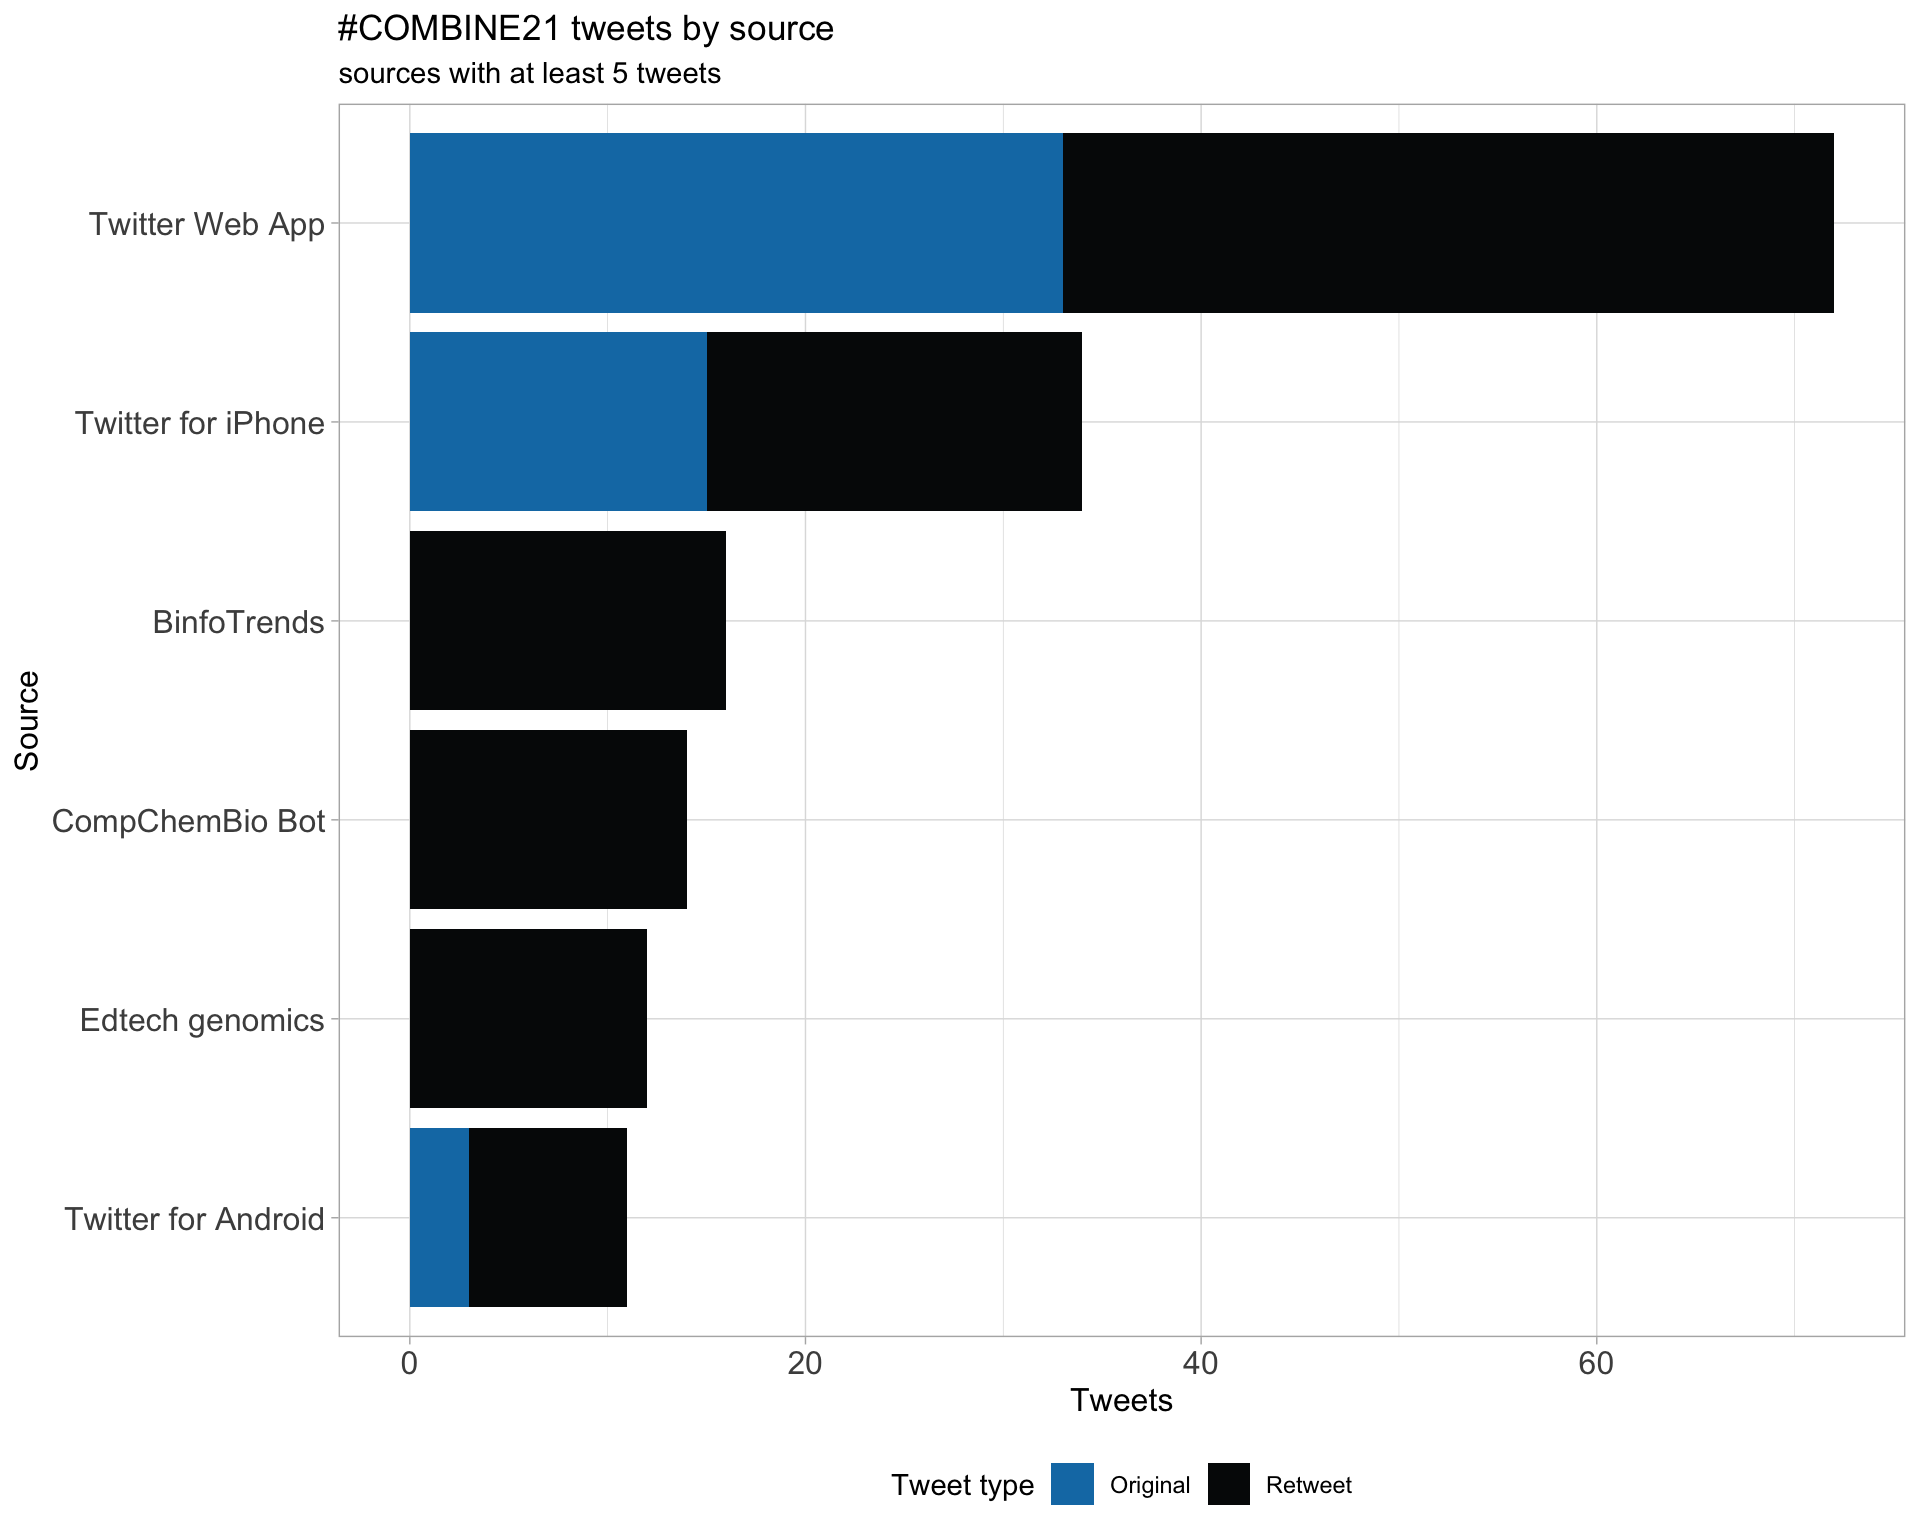 #COMBINE21 tweets by source
sources with at least 5 tweets
Source
Twitter Web App
Twitter for iPhone
BinfoTrends
CompChemBio Bot
Edtech genomics
Twitter for Android
0 20 40 60
Tweets
Tweet type Original Retweet